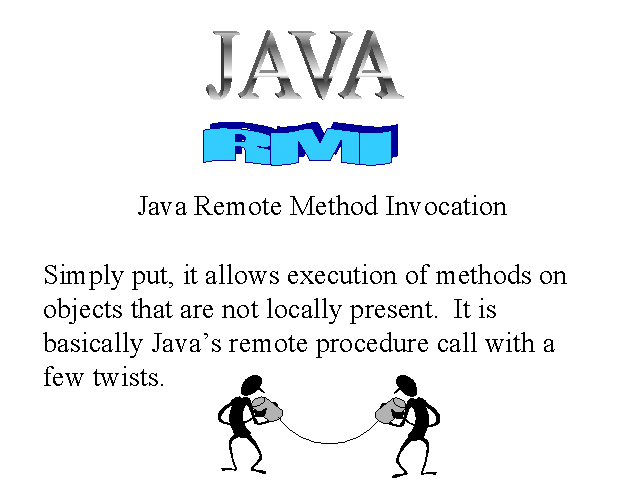 JAVA
RMI
Java Remote Method Invocation
Simply put, it allows execution of methods on
objects that are not locally present.  It is
basically Java’s remote procedure call with a
few twists.